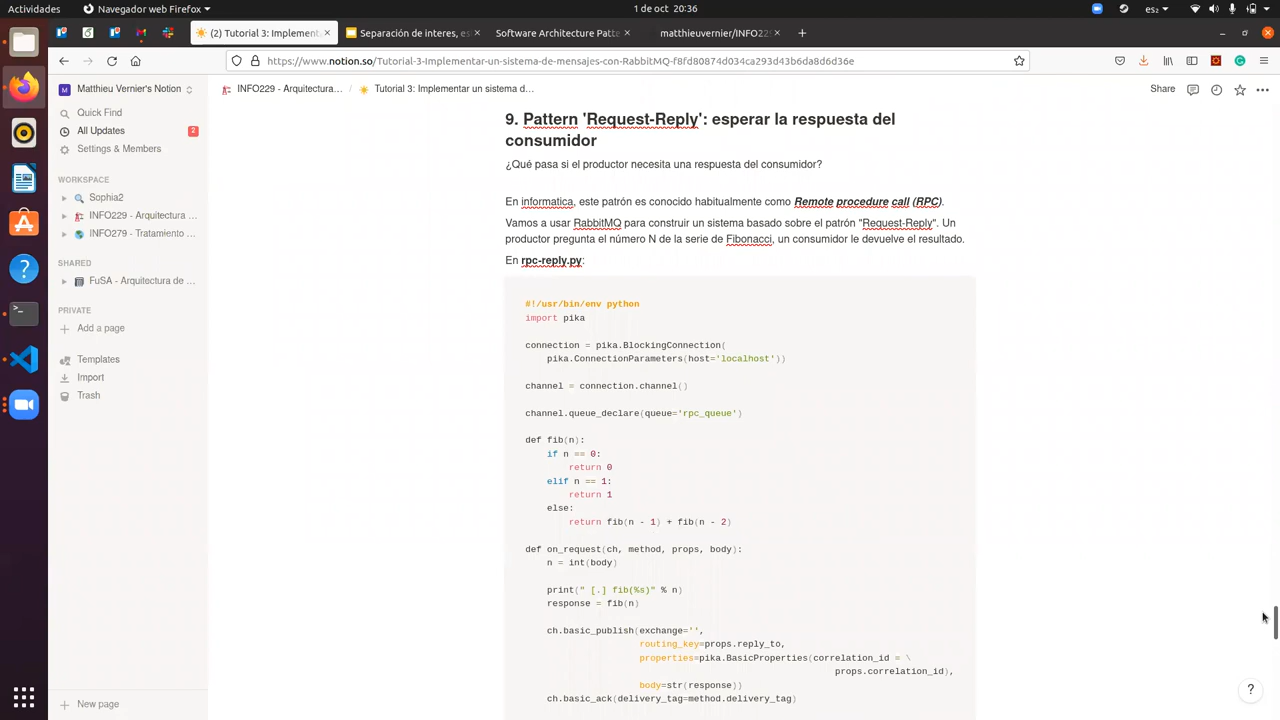 Actividades
Navegador web Firefox
1 de oct 20:36
es₂
(2) Tutorial 3: Implement
Separación de interes, es
Software Architecture Patte
matthieuvernier/INFO22
https://www.notion.so/Tutorial-3-Implementar-un-sistema-de-mensajes-con-RabbitMQ-f8fd80874d034ca293d43b6da8d6d36e
Matthieu Vernier's Notion
INFO229 - Arquitectura… / Tutorial 3: Implementar un sistema d…
Share
Quick Find
All Updates 2
Settings & Members
WORKSPACE
Sophia2
INFO229 - Arquitectura ...
INFO279 - Tratamiento ...
SHARED
FuSA - Arquitectura de ...
PRIVATE
Add a page
Templates
Import
Trash
New page
9. Pattern 'Request-Reply': esperar la respuesta del
consumidor
¿Qué pasa si el productor necesita una respuesta del consumidor?
En informatica, este patrón es conocido habitualmente como Remote procedure call (RPC).
Vamos a usar RabbitMQ para construir un sistema basado sobre el patrón "Request-Reply". Un
productor pregunta el número N de la serie de Fibonacci, un consumidor le devuelve el resultado.
En rpc-reply.py:
#!/usr/bin/env python
import pika
connection = pika.BlockingConnection(
pika.ConnectionParameters(host='localhost'))
channel = connection.channel()
channel.queue_declare(queue='rpc_queue')
def fib(n):
if n == 0:
return 0
elif n == 1:
return 1
else:
return fib(n - 1) + fib(n - 2)
def on_request(ch, method, props, body):
n = int(body)
print(" [.] fib(%s)" % n)
response = fib(n)
ch.basic_publish(exchange='',
routing_key=props.reply_to,
properties=pika.BasicProperties(correlation_id = \
props.correlation_id),
body=str(response))
ch.basic_ack(delivery_tag=method.delivery_tag)
?